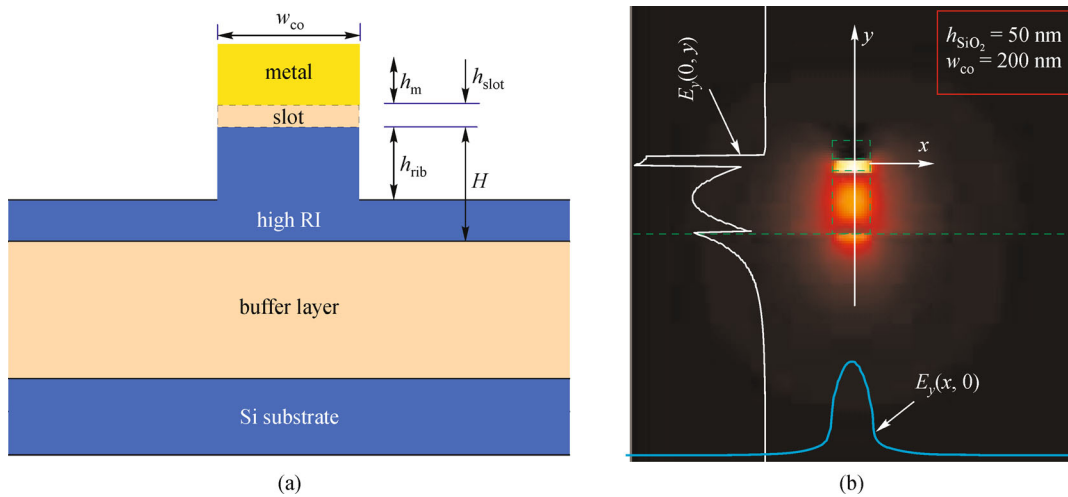 w_co
metal
h_m
h_slot
slot
h_rib
H
high RI
buffer layer
Si substrate
(a)
E_y(0, y)
y
h_SiO₂ = 50 nm
w_co = 200 nm
x
E_y(x, 0)
(b)